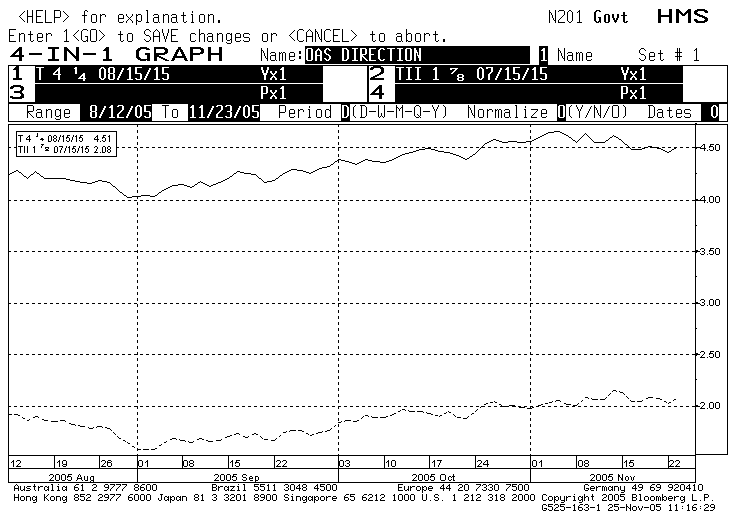 <HELP> for explanation. N201 Govt HMS
Enter 1<GO> to SAVE changes or <CANCEL> to abort.
4-IN-1 GRAPH Name: OAS DIRECTION 1 Name Set # 1
1 T 4 ¼ 08/15/15 Yx1 2 TII 1 ⅞ 07/15/15 Yx1
3 Px1 4 Px1
Range 8/12/05 To 11/23/05 Period D(D-W-M-Q-Y) Normalize 0(Y/N/O) Dates 0
T 4 ¼ 08/15/15 4.51
TII 1 ⅞ 07/15/15 2.08
4.50
4.00
3.50
3.00
2.50
2.00
12 19 26 01 08 15 22 03 10 17 24 01 08 15 22
2005 Aug 2005 Sep 2005 Oct 2005 Nov
Australia 61 2 9777 8600 Brazil 5511 3048 4500 Europe 44 20 7330 7500 Germany 49 69 920410
Hong Kong 852 2977 6000 Japan 81 3 3201 8900 Singapore 65 6212 1000 U.S. 1 212 318 2000 Copyright 2005 Bloomberg L.P.
G525-163-1 25-Nov-05 11:16:29